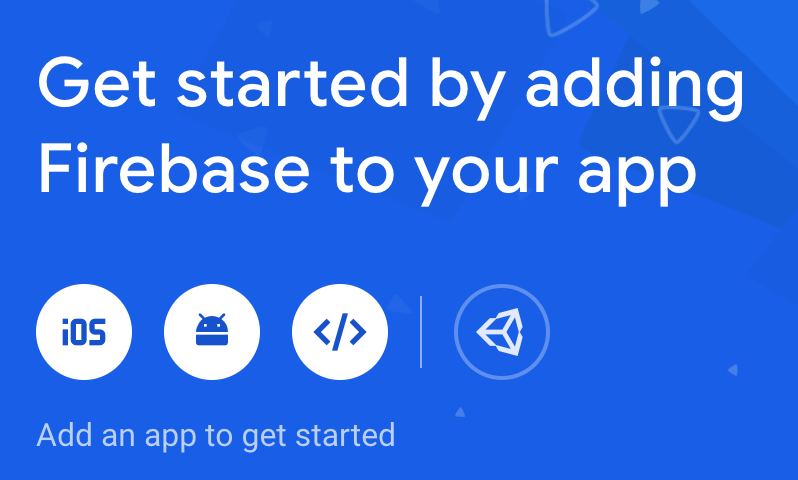 Get started by adding
Firebase to your app
iOS
</>
Add an app to get started